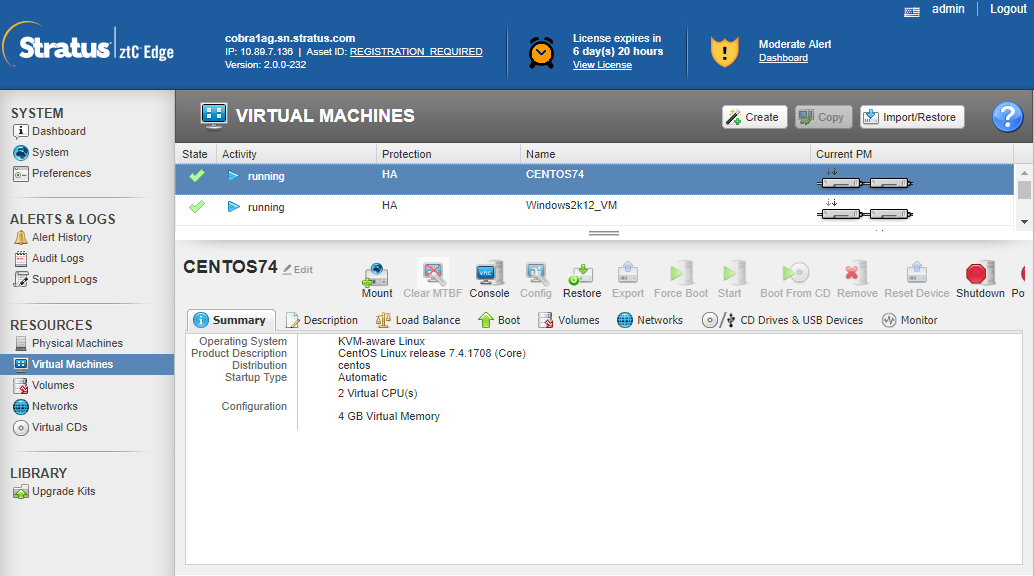 admin | Logout
Stratus ztC Edge
cobra1ag.sn.stratus.com
IP: 10.89.7.136 | Asset ID: REGISTRATION_REQUIRED
Version: 2.0.0-232
License expires in
6 day(s) 20 hours
View License
Moderate Alert
Dashboard
SYSTEM
Dashboard
System
Preferences
ALERTS & LOGS
Alert History
Audit Logs
Support Logs
RESOURCES
Physical Machines
Virtual Machines
Volumes
Networks
Virtual CDs
LIBRARY
Upgrade Kits
VIRTUAL MACHINES
Create Copy Import/Restore ?
State Activity Protection Name Current PM
running HA CENTOS74
running HA Windows2k12_VM
CENTOS74 Edit
vnc
Mount Clear MTBF Console Config Restore Export Force Boot Start Boot From CD Remove Reset Device Shutdown Po
Summary Description Load Balance Boot Volumes Networks CD Drives & USB Devices Monitor
Operating System KVM-aware Linux
Product Description CentOS Linux release 7.4.1708 (Core)
Distribution centos
Startup Type Automatic
2 Virtual CPU(s)
Configuration
4 GB Virtual Memory